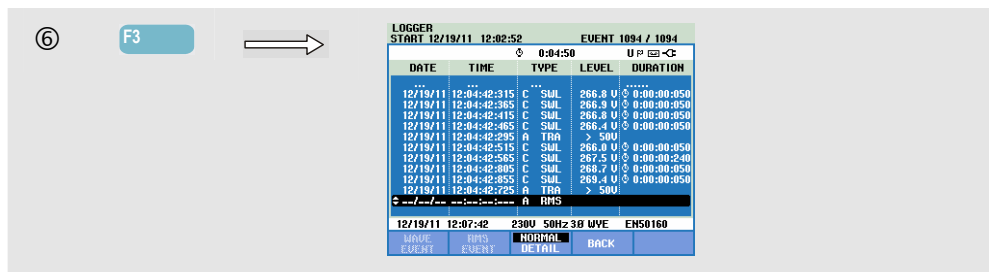 ⑥
F3
LOGGER
START 12/19/11 12:02:52 EVENT 1094 / 1094
0:04:50 U
DATE TIME TYPE LEVEL DURATION
... ... ... ......
12/19/11 12:04:42:315 C SWL 266.8 V 0:00:00:050
12/19/11 12:04:42:365 C SWL 266.9 V 0:00:00:050
12/19/11 12:04:42:415 C SWL 266.8 V 0:00:00:050
12/19/11 12:04:42:465 C SWL 266.4 V 0:00:00:050
12/19/11 12:04:42:295 A TRA > 50V
12/19/11 12:04:42:515 C SWL 266.0 V 0:00:00:050
12/19/11 12:04:42:565 C SWL 267.5 V 0:00:00:240
12/19/11 12:04:42:805 C SWL 268.7 V 0:00:00:050
12/19/11 12:04:42:855 C SWL 269.4 V 0:00:00:050
12/19/11 12:04:42:725 A TRA > 50V
--/--/-- --:--:--:--- A RMS
12/19/11 12:07:42 230V 50Hz 3Ø WYE EN50160
WAVE EVENT
RMS EVENT
NORMAL DETAIL
BACK